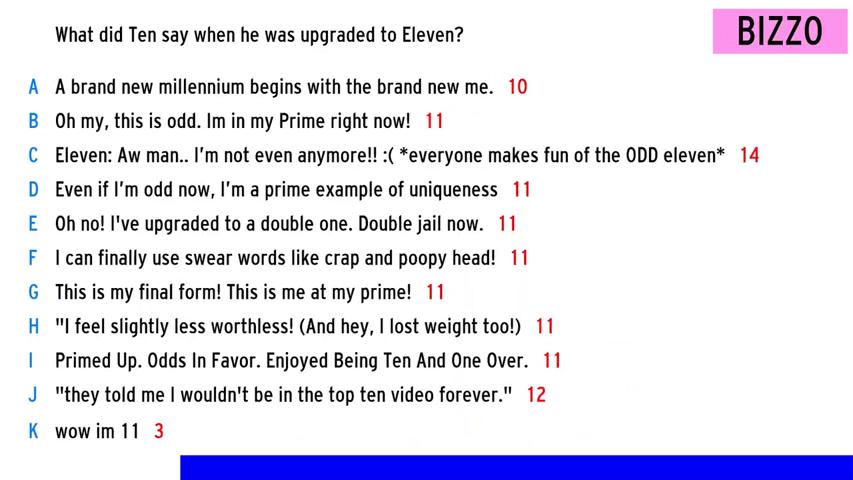 What did Ten say when he was upgraded to Eleven?
BIZZO
A A brand new millennium begins with the brand new me. 10
B Oh my, this is odd. Im in my Prime right now! 11
C Eleven: Aw man.. I'm not even anymore!! :( *everyone makes fun of the ODD eleven* 14
D Even if I'm odd now, I'm a prime example of uniqueness 11
E Oh no! I've upgraded to a double one. Double jail now. 11
F I can finally use swear words like crap and poopy head! 11
G This is my final form! This is me at my prime! 11
H "I feel slightly less worthless! (And hey, I lost weight too!) 11
I Primed Up. Odds In Favor. Enjoyed Being Ten And One Over. 11
J "they told me I wouldn't be in the top ten video forever." 12
K wow im 11 3